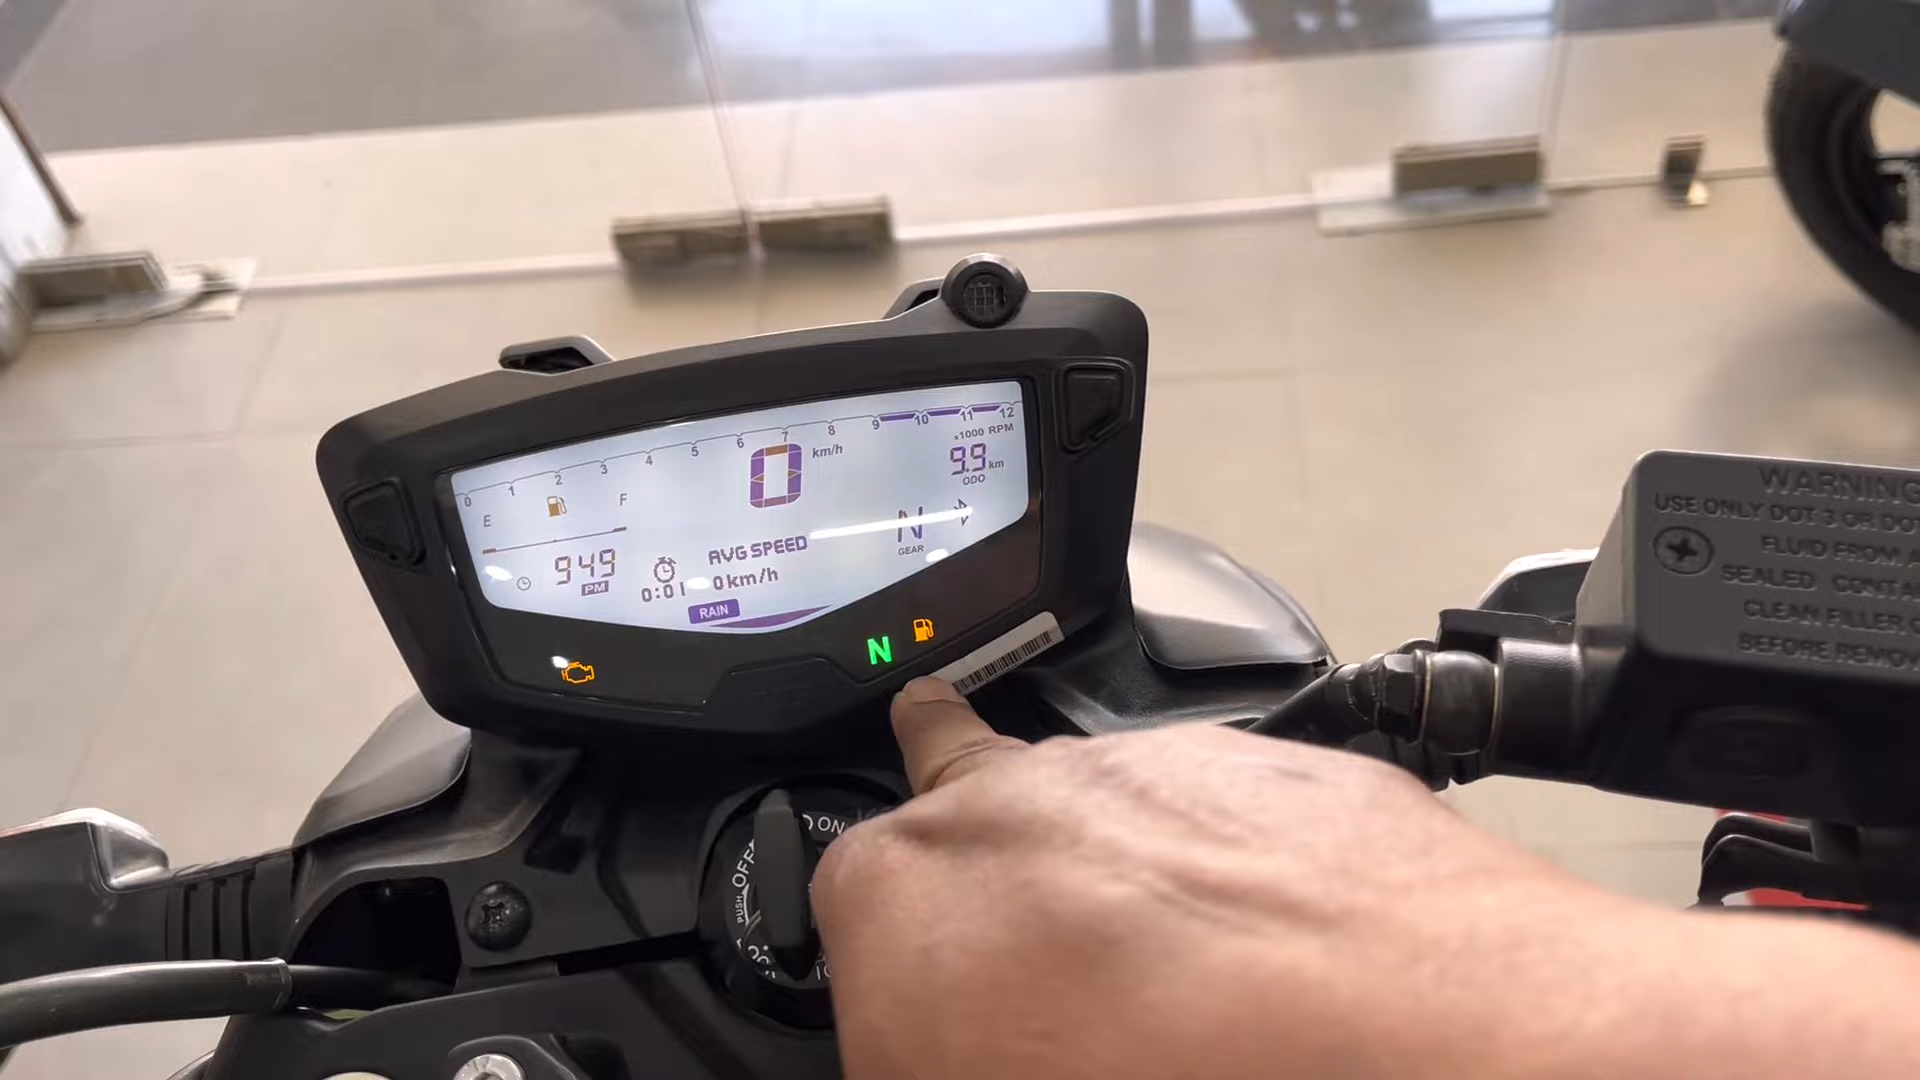 0 1 2 3 4 5 6 7 8 9 10 11 12
x1000 RPM
0 km/h
9.9 km
ODO
E F
N
GEAR
9:49
PM
0:01
AVG SPEED
0 km/h
RAIN
N
ON
OFF
PUSH
WARNING
USE ONLY DOT 3 OR DOT
FLUID FROM A
SEALED CONTA
CLEAN FILLER
BEFORE REMOV